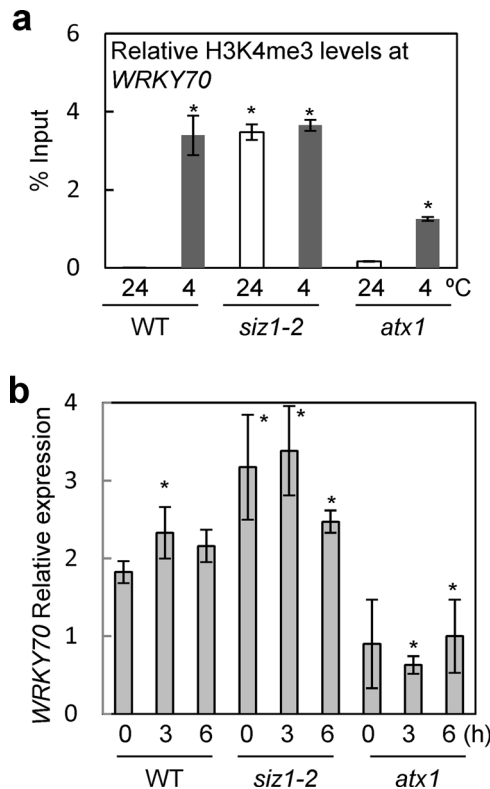 a
Relative H3K4me3 levels at
WRKY70
% Input
6
4
2
0
* * * *
24 4 24 4 24 4 ºC
WT siz1-2 atx1
b
WRKY70 Relative expression
4
3
2
1
0
* * * * * *
0 3 6 0 3 6 0 3 6 (h)
WT siz1-2 atx1